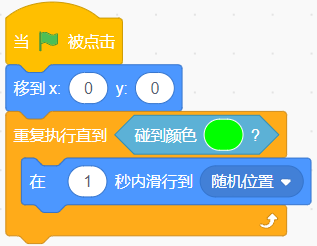 当 被点击
移到 x: 0 y: 0
重复执行直到 碰到颜色 ?
在 1 秒内滑行到 随机位置